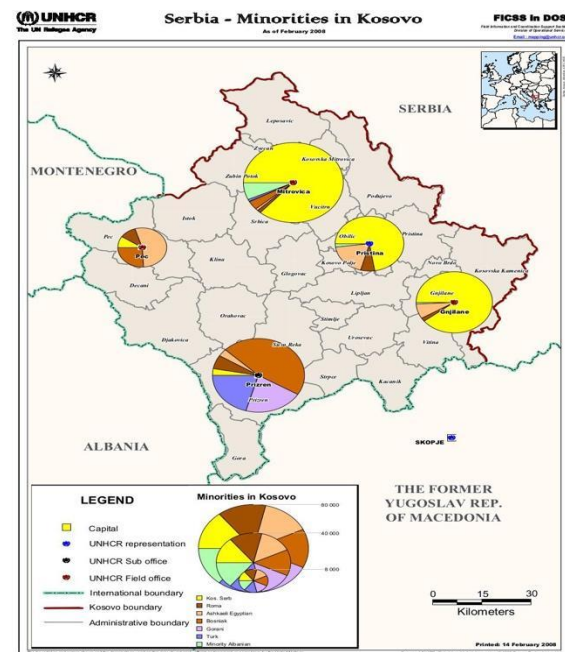 UNHCR
The UN Refugee Agency
Serbia - Minorities in Kosovo
As of February 2008
FICSS in DOS
SERBIA
MONTENEGRO
Leposavic
Zvecan
Kosovska Mitrovica
Zubin Potok
Mitrovica
Vucitrn
Srbica
Podujevo
Istok
Pec
Pec
Obilic
Pristina
Pristina
Kosovo Polje
Klina
Glogovac
Novo Brdo
Kosovska Kamenica
Decani
Lipljan
Gnjilane
Gnjilane
Orahovac
Stimlje
Djakovica
Suva Reka
Urosevac
Vitina
Prizren
Prizren
Strpce
Kacanik
Gora
ALBANIA
SKOPJE
THE FORMER
YUGOSLAV REP.
OF MACEDONIA
LEGEND
Capital
UNHCR representation
UNHCR Sub office
UNHCR Field office
International boundary
Kosovo boundary
Administrative boundary
Minorities in Kosovo
80 000
40 000
8 000
Kos. Serb
Roma
Ashkaeli Egyptian
Bosniak
Gorani
Turk
Minority Albanian
0 15 30
Kilometers
Printed: 14 February 2008